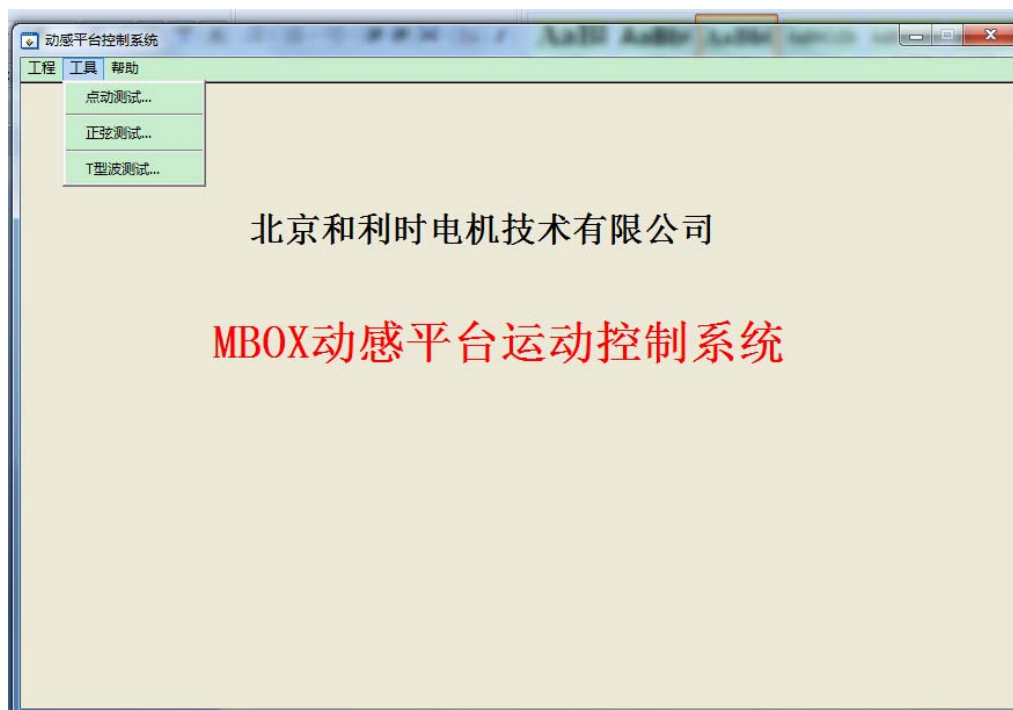 动感平台控制系统
工程 工具 帮助
点动测试...
正弦测试...
T型波测试...
北京和利时电机技术有限公司
MBOX动感平台运动控制系统